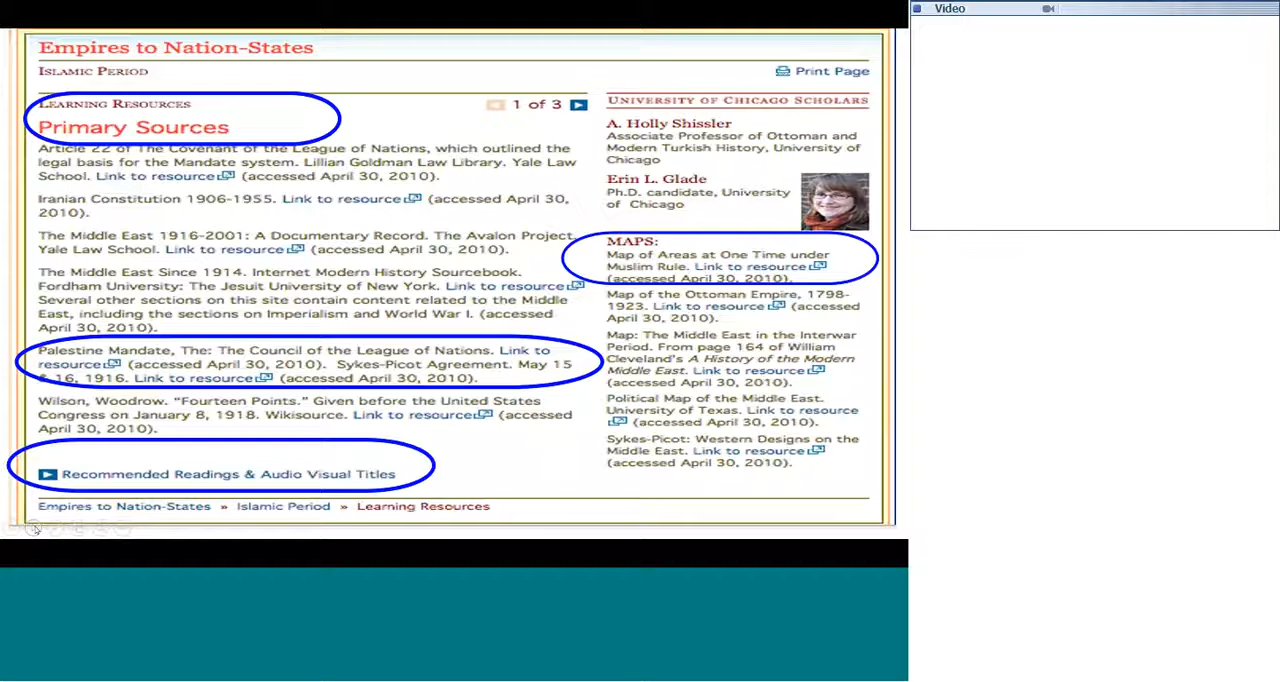 Video
Empires to Nation-States
ISLAMIC PERIOD
Print Page
LEARNING RESOURCES
1 of 3
Primary Sources
Article 22 of The Covenant of the League of Nations, which outlined the
legal basis for the Mandate system. Lillian Goldman Law Library. Yale Law
School. Link to resource (accessed April 30, 2010).
Iranian Constitution 1906-1955. Link to resource (accessed April 30,
2010).
The Middle East 1916-2001: A Documentary Record. The Avalon Project.
Yale Law School. Link to resource (accessed April 30, 2010).
The Middle East Since 1914. Internet Modern History Sourcebook.
Fordham University: The Jesuit University of New York. Link to resource
Several other sections on this site contain content related to the Middle
East, including the sections on Imperialism and World War I. (accessed
April 30, 2010).
Palestine Mandate, The: The Council of the League of Nations. Link to
resource (accessed April 30, 2010). Sykes-Picot Agreement. May 15
& 16, 1916. Link to resource (accessed April 30, 2010).
Wilson, Woodrow. "Fourteen Points." Given before the United States
Congress on January 8, 1918. Wikisource. Link to resource (accessed
April 30, 2010).
Recommended Readings & Audio Visual Titles
UNIVERSITY OF CHICAGO SCHOLARS
A. Holly Shissler
Associate Professor of Ottoman and
Modern Turkish History, University of
Chicago
Erin L. Glade
Ph.D. candidate, University
of Chicago
MAPS:
Map of Areas at One Time under
Muslim Rule. Link to resource
(accessed April 30, 2010).
Map of the Ottoman Empire, 1798-
1923. Link to resource (accessed
April 30, 2010).
Map: The Middle East in the Interwar
Period. From page 164 of William
Cleveland's A History of the Modern
Middle East. Link to resource
(accessed April 30, 2010).
Political Map of the Middle East.
University of Texas. Link to resource
(accessed April 30, 2010).
Sykes-Picot: Western Designs on the
Middle East. Link to resource
(accessed April 30, 2010).
Empires to Nation-States » Islamic Period » Learning Resources